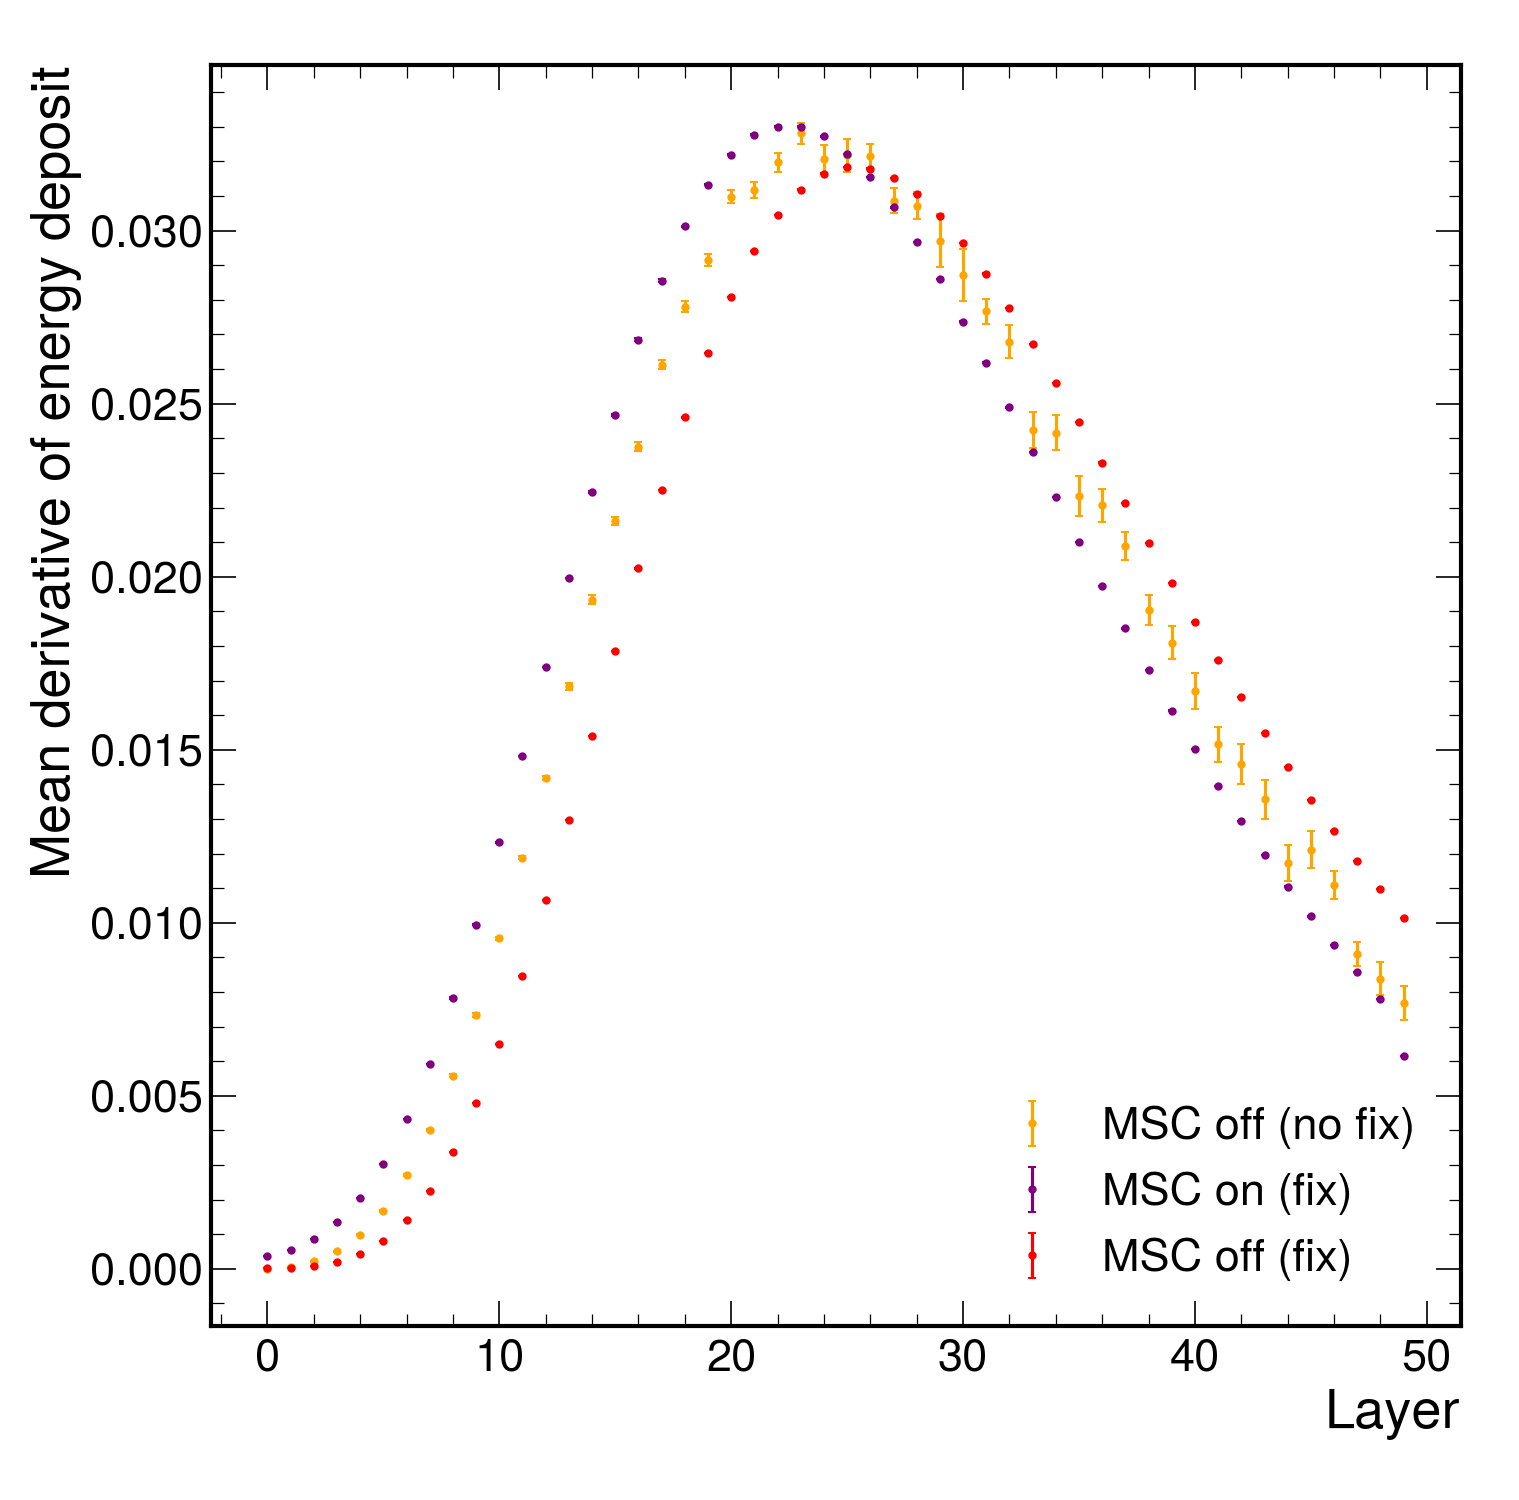 Mean derivative of energy deposit
0.030
0.025
0.020
0.015
0.010
0.005
0.000
MSC off (no fix)
MSC on (fix)
MSC off (fix)
0 10 20 30 40 50
Layer